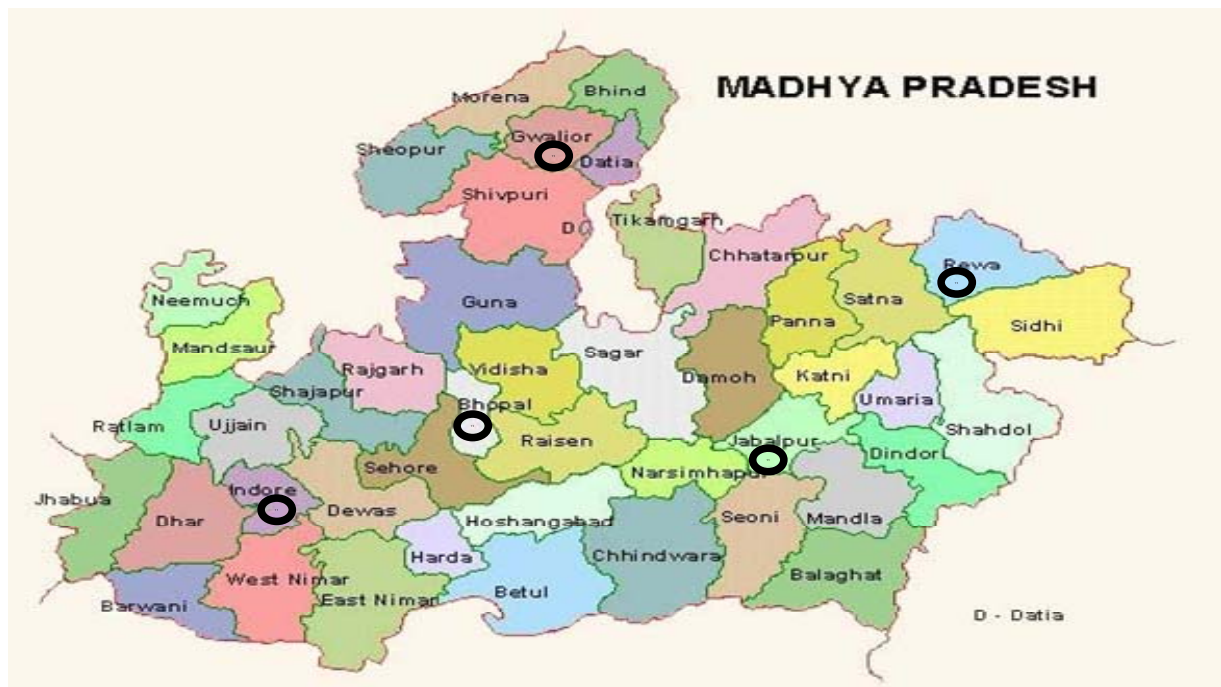 MADHYA PRADESH
Morena
Bhind
Gwalior
Sheopur
Datia
Shivpuri
D
Tikamgarh
Chhatarpur
Rewa
Neemuch
Guna
Satna
Panna
Sidhi
Mandsaur
Sagar
Rajgarh
Vidisha
Damoh
Katni
Shajapur
Bhopal
Umaria
Ratlam
Ujjain
Raisen
Jabalpur
Shahdol
Sehore
Narsimhapur
Dindori
Jhabua
Indore
Dhar
Dewas
Hoshangabad
Seoni
Mandla
Harda
Chhindwara
West Nimar
Balaghat
Barwani
East Nimar
Betul
D - Datia